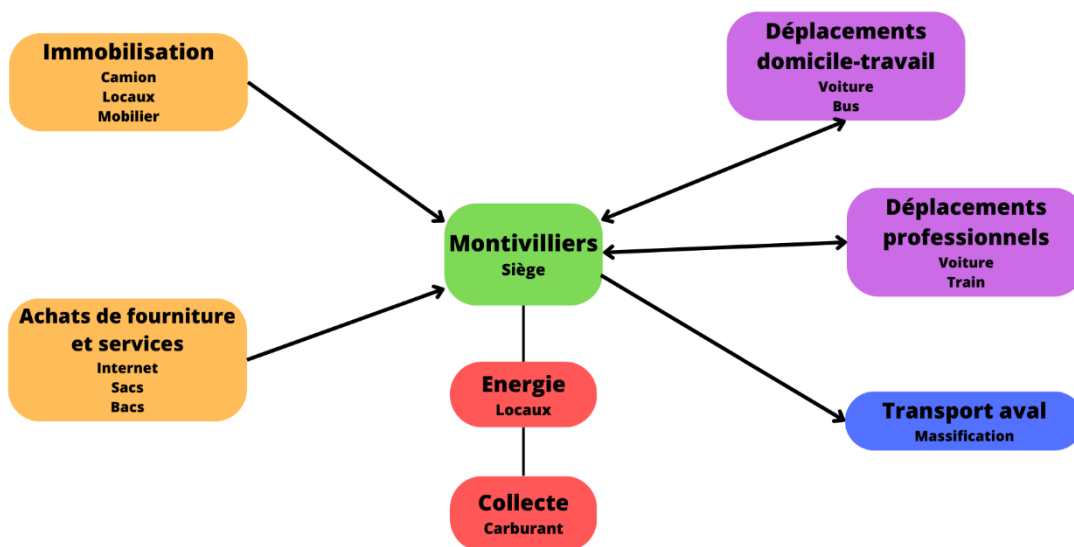 Immobilisation
Camion
Locaux
Mobilier
Déplacements
domicile-travail
Voiture
Bus
Montivilliers
Siège
Déplacements
professionnels
Voiture
Train
Achats de fourniture
et services
Internet
Sacs
Bacs
Energie
Locaux
Transport aval
Massification
Collecte
Carburant